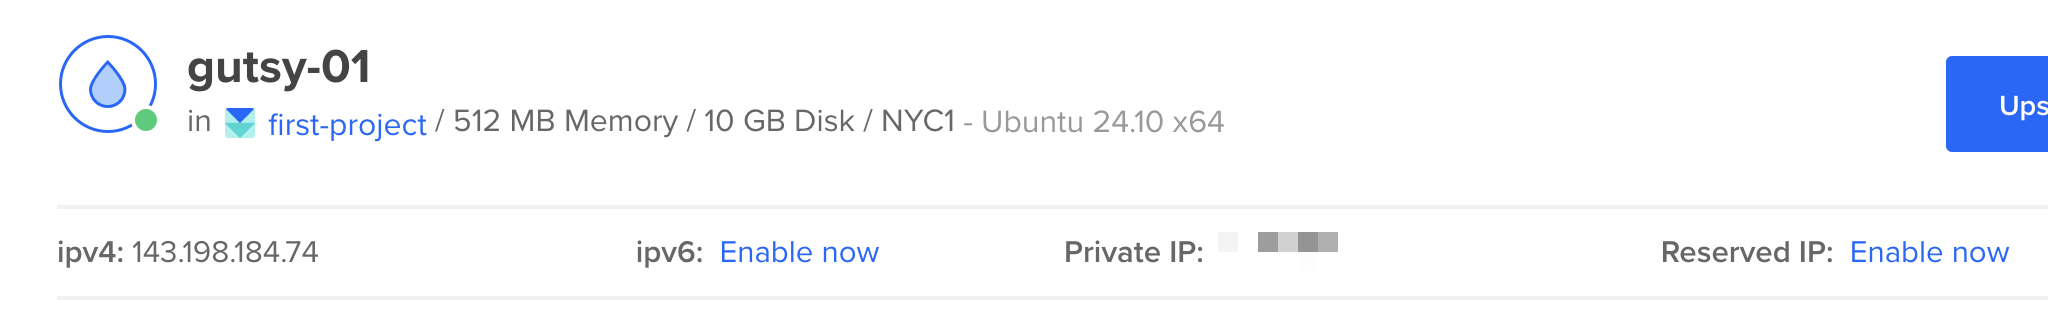 gutsy-01
in first-project / 512 MB Memory / 10 GB Disk / NYC1 - Ubuntu 24.10 x64
Ups
ipv4: 143.198.184.74 ipv6: Enable now Private IP: Reserved IP: Enable now